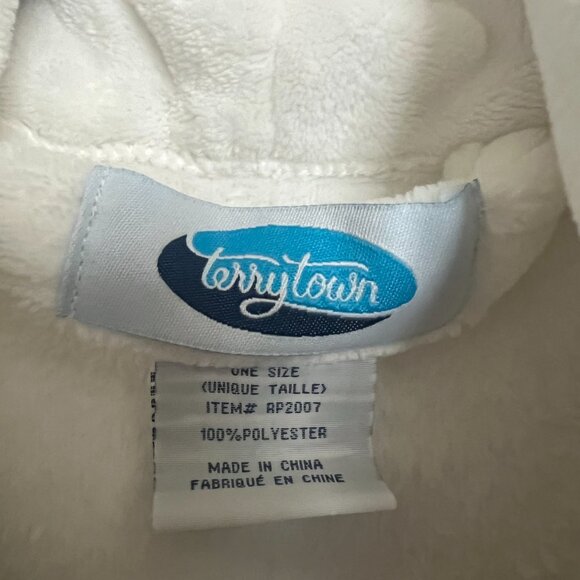 terrytown
ONE SIZE
(UNIQUE TAILLE)
ITEM# RP2007
100%POLYESTER
MADE IN CHINA
FABRIQUÉ EN CHINE